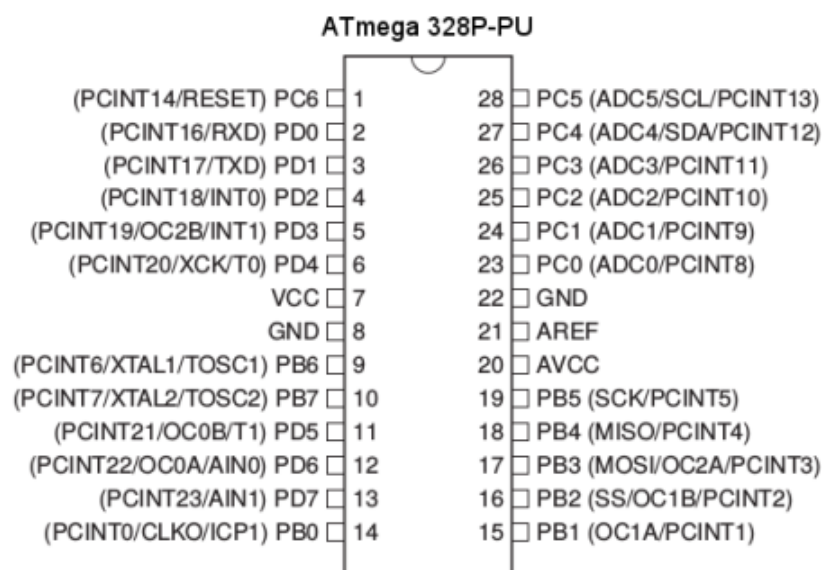 ATmega 328P-PU
(PCINT14/RESET) PC6 1 28 PC5 (ADC5/SCL/PCINT13)
(PCINT16/RXD) PD0 2 27 PC4 (ADC4/SDA/PCINT12)
(PCINT17/TXD) PD1 3 26 PC3 (ADC3/PCINT11)
(PCINT18/INT0) PD2 4 25 PC2 (ADC2/PCINT10)
(PCINT19/OC2B/INT1) PD3 5 24 PC1 (ADC1/PCINT9)
(PCINT20/XCK/T0) PD4 6 23 PC0 (ADC0/PCINT8)
VCC 7 22 GND
GND 8 21 AREF
(PCINT6/XTAL1/TOSC1) PB6 9 20 AVCC
(PCINT7/XTAL2/TOSC2) PB7 10 19 PB5 (SCK/PCINT5)
(PCINT21/OC0B/T1) PD5 11 18 PB4 (MISO/PCINT4)
(PCINT22/OC0A/AIN0) PD6 12 17 PB3 (MOSI/OC2A/PCINT3)
(PCINT23/AIN1) PD7 13 16 PB2 (SS/OC1B/PCINT2)
(PCINT0/CLKO/ICP1) PB0 14 15 PB1 (OC1A/PCINT1)